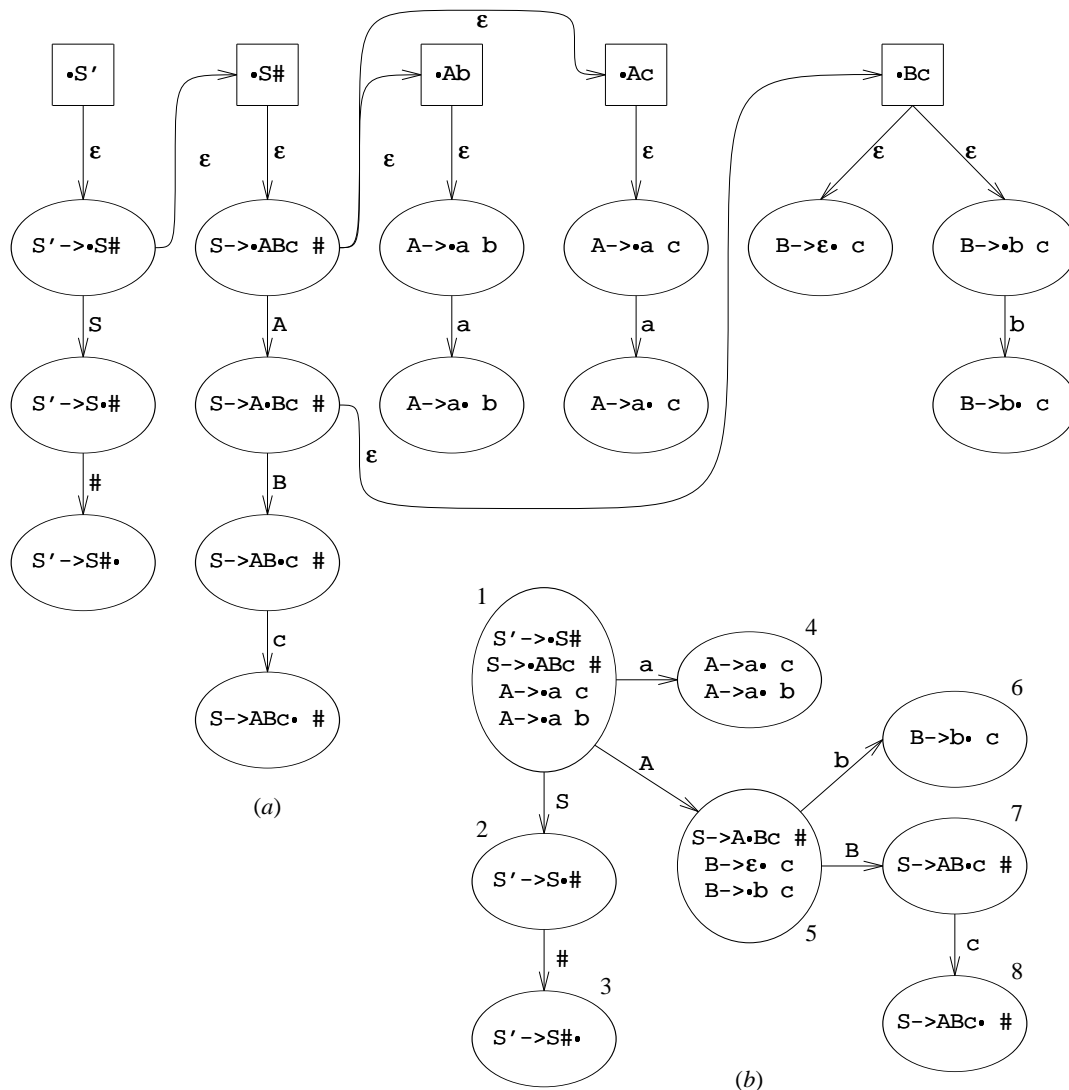 •S' •S# •Ab •Ac •Bc
ε
ε ε ε ε ε ε
ε ε
S'->•S# S->•ABc # A->•a b A->•a c B->ε• c B->•b c
S A a a b
S'->S•# S->A•Bc # A->a• b A->a• c B->b• c
ε
# B
S'->S#• S->AB•c #
c
S->ABc• #
(a)
1
S'->•S#
S->•ABc #
A->•a c
A->•a b
a
4
A->a• c
A->a• b
A
S
2
S'->S•#
#
3
S'->S#•
S->A•Bc #
B->ε• c
B->•b c
5
b
6
B->b• c
B
7
S->AB•c #
c
8
S->ABc• #
(b)